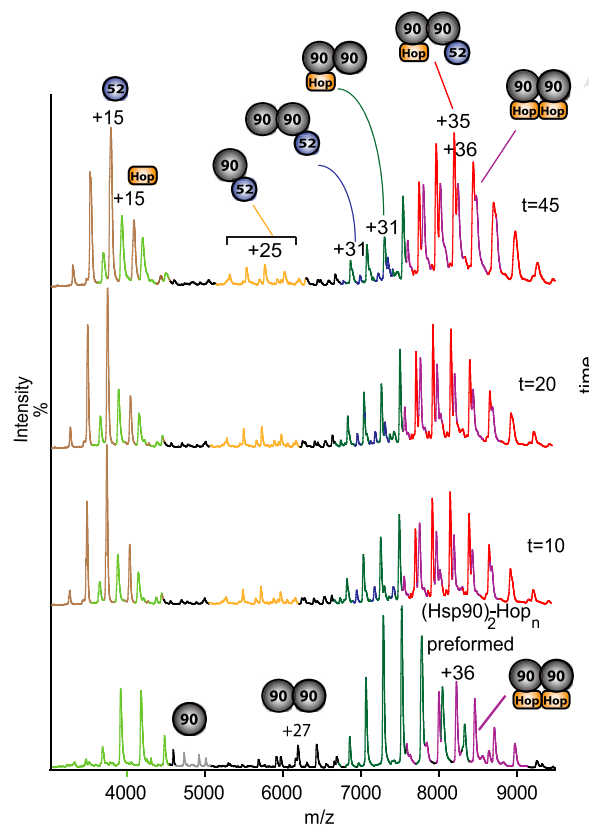 90 90
Hop 52
90 90
Hop
52
+15
90 90
Hop Hop
90 90
52
+35
+36
Hop
+15
90
52
+31
+31
+25
t=45
t=20
t=10
Intensity
%
time
(Hsp90)2-Hopn
preformed
+36
90 90
Hop Hop
90
90 90
+27
4000 5000 6000 7000 8000 9000
m/z